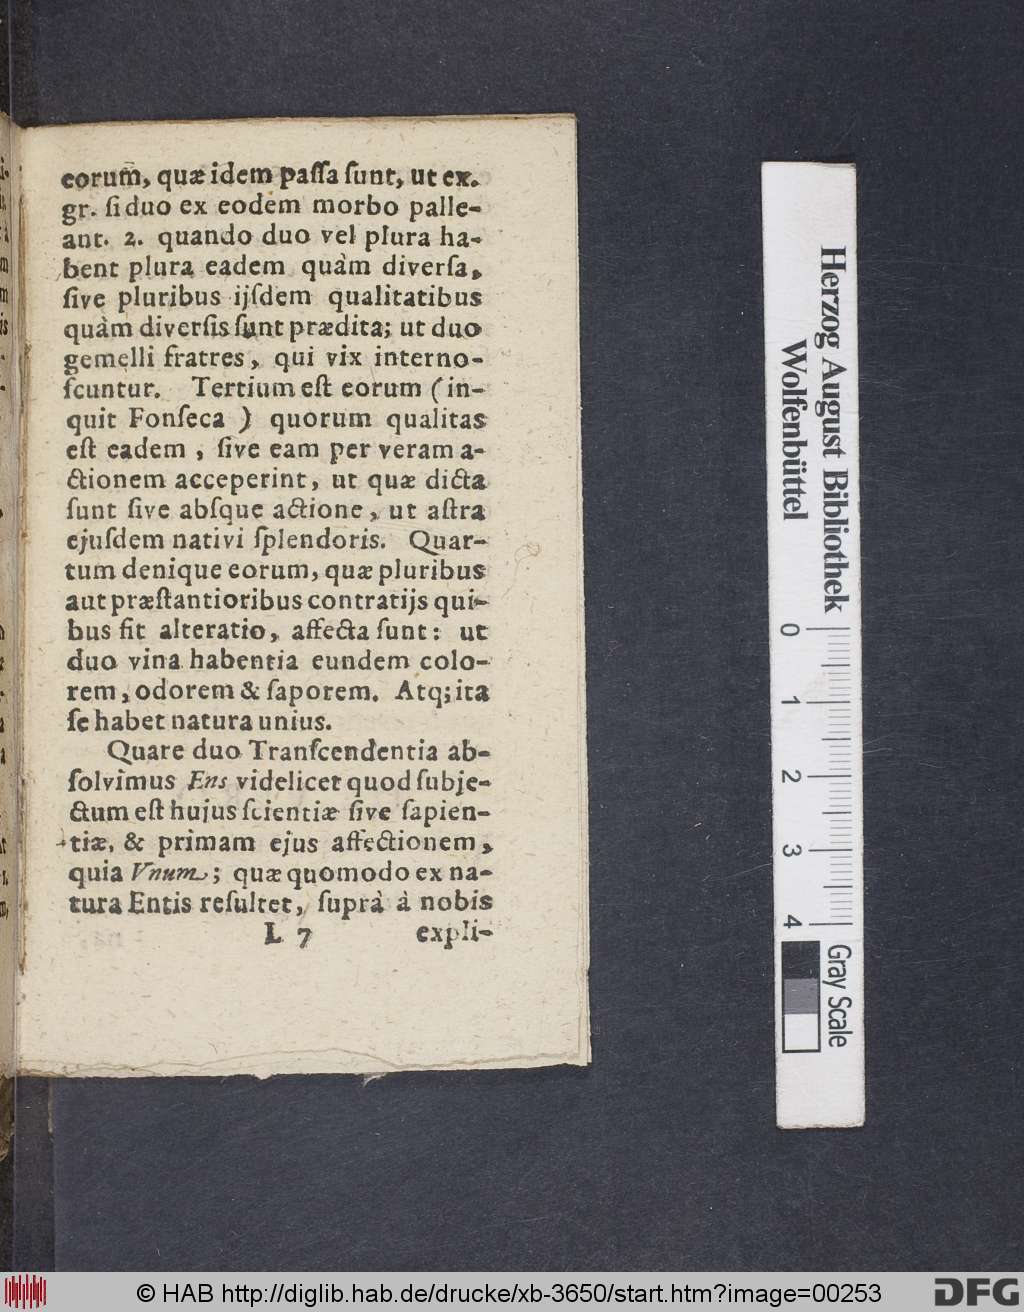 eorum̃, quæ idem paſſa ſunt, ut ex.
gr. ſi duo ex eodem morbo palle-
ant. 2. quando duo vel plura ha-
bent plura eadem quàm diverſa,
ſive pluribus ijſdem qualitatibus
quàm diverſis ſunt prædita; ut duo
gemelli fratres, qui vix interno-
ſcuntur. Tertium eſt eorum (in-
quit Fonſeca) quorum qualitas
eſt eadem, ſive eam per veram a-
ctionem acceperint, ut quæ dicta
ſunt ſive abſque actione, ut aſtra
ejuſdem nativi ſplendoris. Quar-
tum denique eorum, quæ pluribus
aut præſtantioribus contratijs qui-
bus fit alteratio, affecta ſunt: ut
duo vina habentia eundem colo-
rem, odorem & ſaporem. Atq; ita
ſe habet natura unius.
Quare duo Tranſcendentia ab-
ſolvimus Ens videlicet quod ſubje-
ctum eſt hujus ſcientiæ ſive ſapien-
tiæ, & primam ejus affectionem,
quia Vnum; quæ quomodo ex na-
tura Entis reſultet, ſuprà à nobis
L 7 expli-
Herzog August Bibliothek
Wolfenbüttel
0 1 2 3 4
Gray Scale
© HAB http://diglib.hab.de/drucke/xb-3650/start.htm?image=00253
DFG